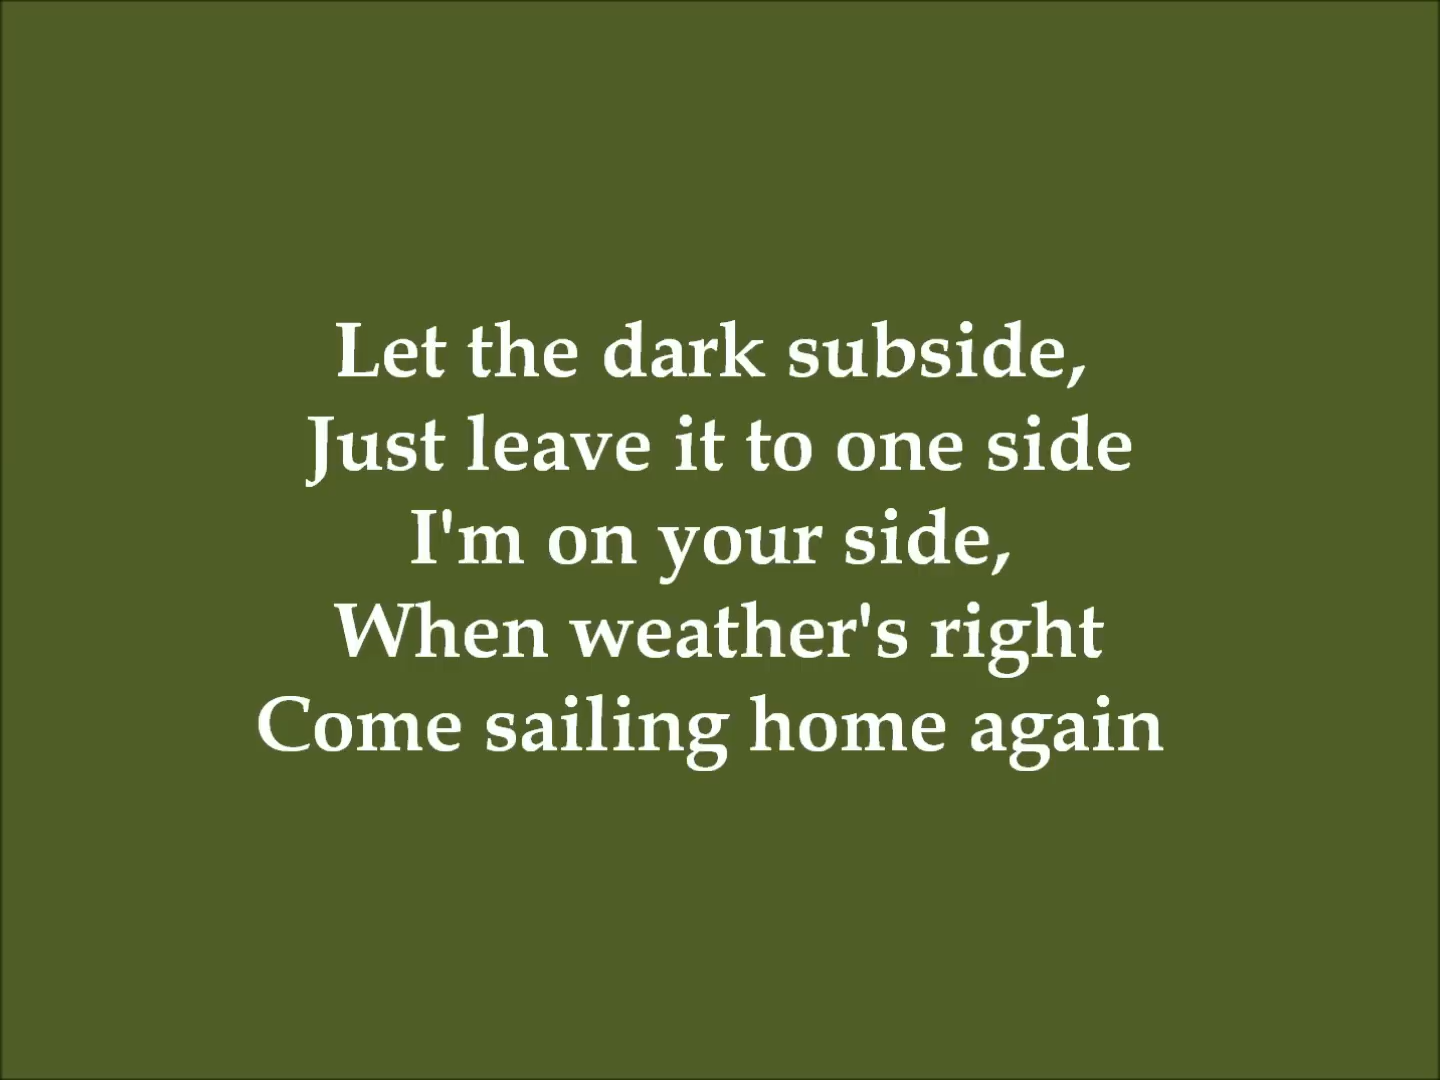 Let the dark subside,
Just leave it to one side
I'm on your side,
When weather's right
Come sailing home again